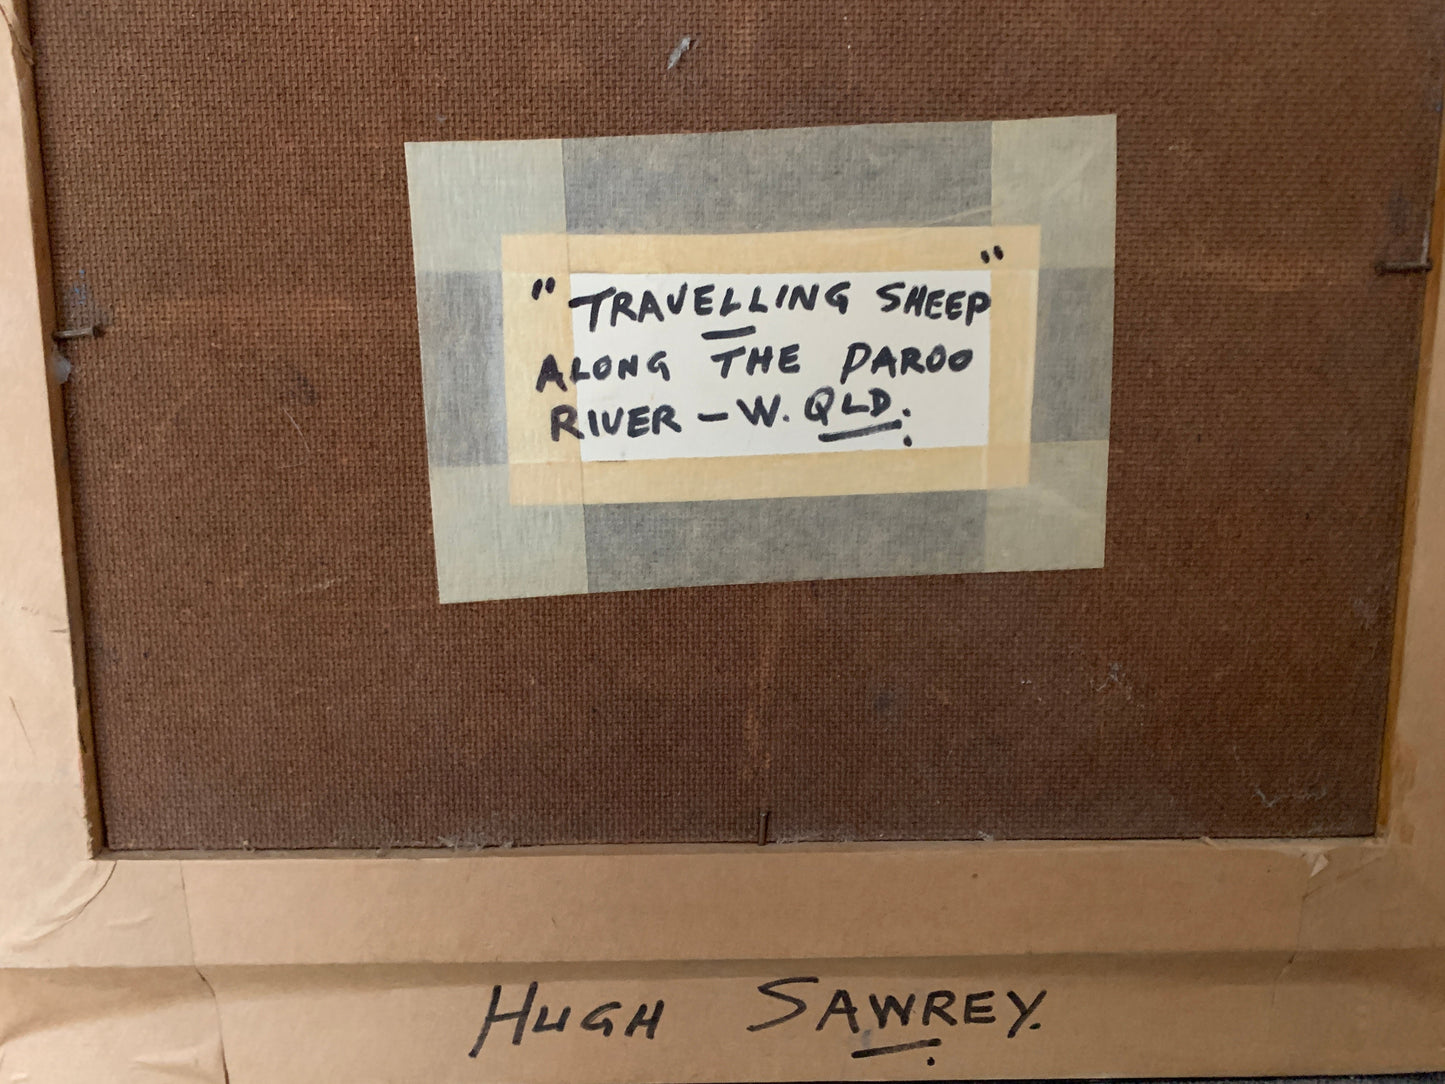 "TRAVELLING SHEEP"
ALONG THE PAROO
RIVER - W. QLD.
HUGH SAWREY.